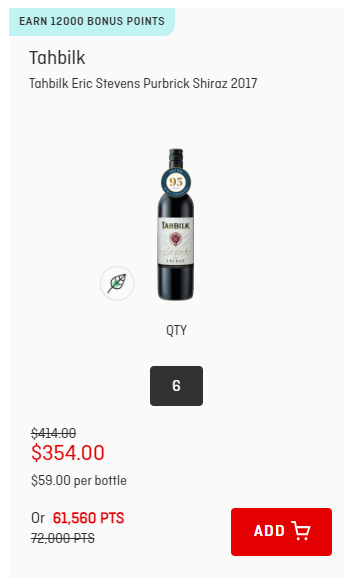 EARN 12000 BONUS POINTS
Tahbilk
Tahbilk Eric Stevens Purbrick Shiraz 2017
95
TAHBILK
SHIRAZ
QTY
6
$414.00
$354.00
$59.00 per bottle
Or 61,560 PTS
72,000 PTS
ADD